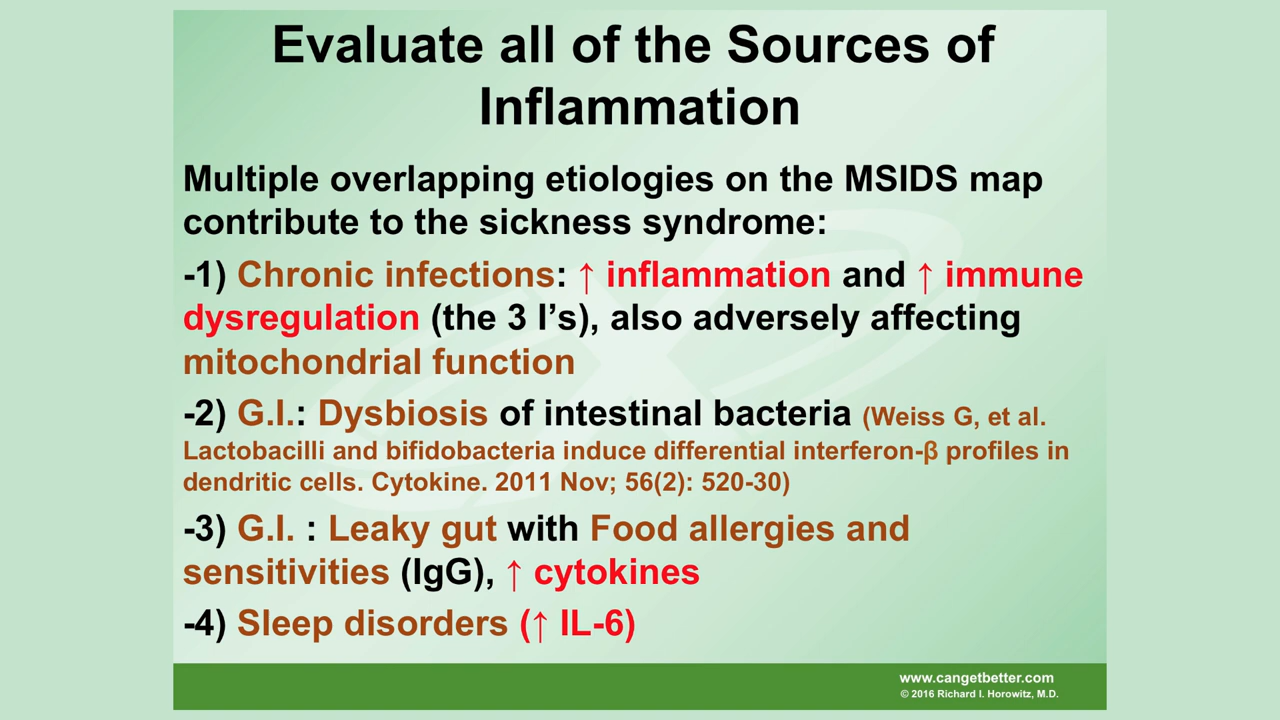 Evaluate all of the Sources of
Inflammation
Multiple overlapping etiologies on the MSIDS map
contribute to the sickness syndrome:
-1) Chronic infections: ↑ inflammation and ↑ immune
dysregulation (the 3 I’s), also adversely affecting
mitochondrial function
-2) G.I.: Dysbiosis of intestinal bacteria (Weiss G, et al.
Lactobacilli and bifidobacteria induce differential interferon-β profiles in
dendritic cells. Cytokine. 2011 Nov; 56(2): 520-30)
-3) G.I. : Leaky gut with Food allergies and
sensitivities (IgG), ↑ cytokines
-4) Sleep disorders (↑ IL-6)
www.cangetbetter.com
© 2016 Richard I. Horowitz, M.D.